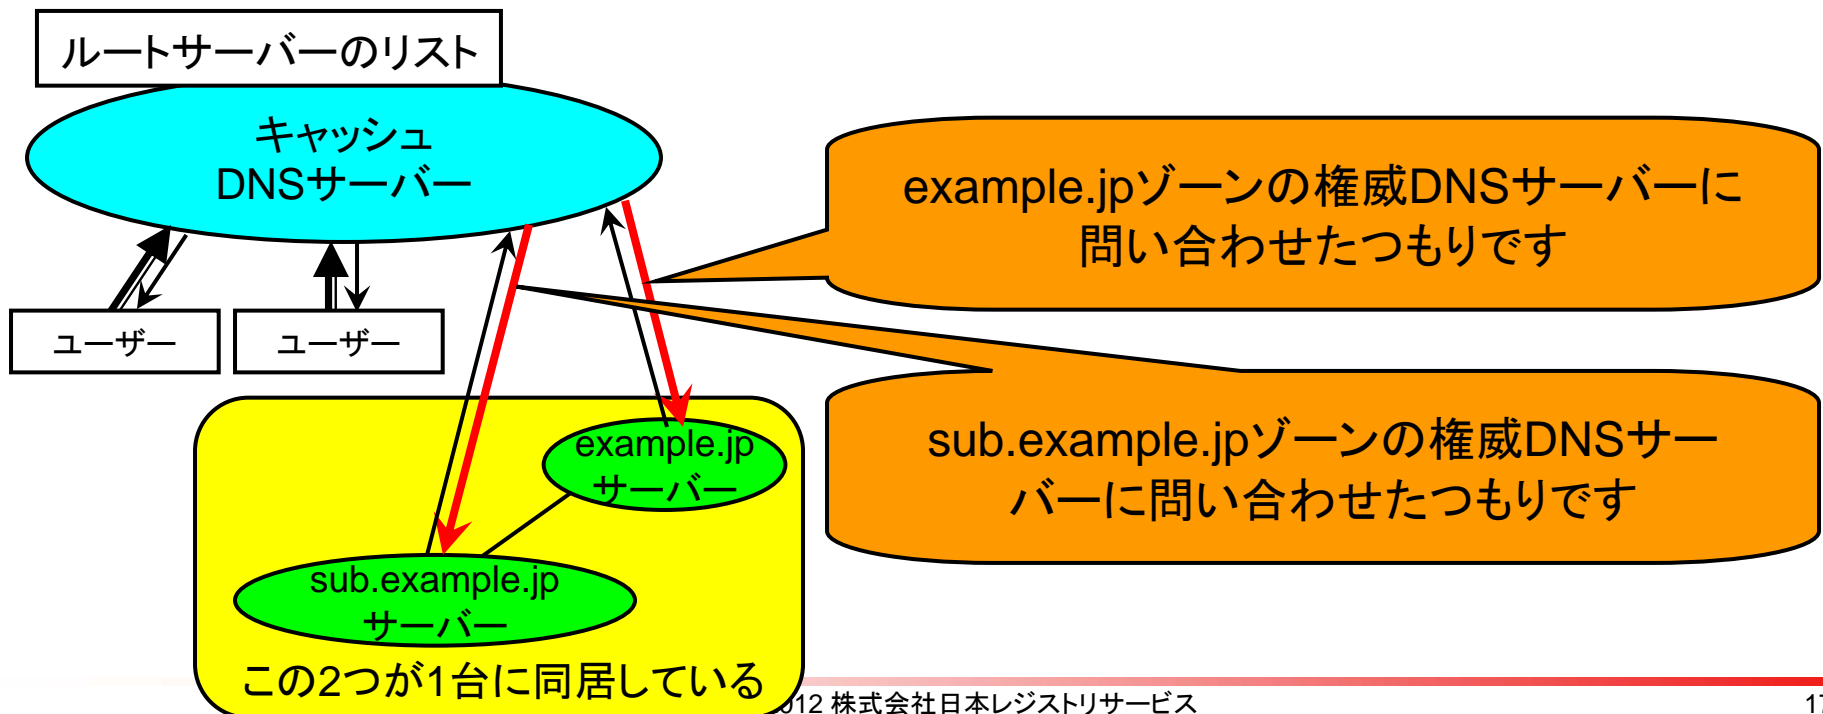 ルートサーバーのリスト
キャッシュ
DNSサーバー
example.jpゾーンの権威DNSサーバーに
問い合わせたつもりです
ユーザー
ユーザー
sub.example.jpゾーンの権威DNSサー
バーに問い合わせたつもりです
example.jp
サーバー
sub.example.jp
サーバー
この2つが1台に同居している
株式会社日本レジストリサービス